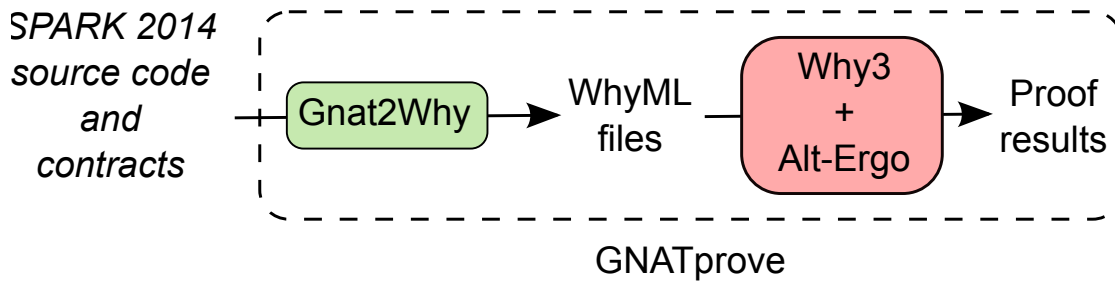 SPARK 2014
source code
and
contracts
Gnat2Why
WhyML
files
Why3
+
Alt-Ergo
Proof
results
GNATprove